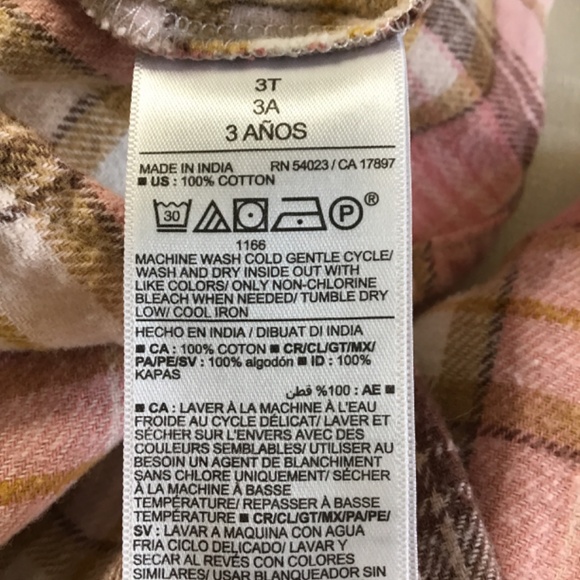 3T
3A
3 AÑOS
MADE IN INDIA RN 54023 / CA 17897
■ US : 100% COTTON
30 P ®
1166
MACHINE WASH COLD GENTLE CYCLE/
WASH AND DRY INSIDE OUT WITH
LIKE COLORS/ ONLY NON-CHLORINE
BLEACH WHEN NEEDED/ TUMBLE DRY
LOW/ COOL IRON
HECHO EN INDIA / DIBUAT DI INDIA
■ CA : 100% COTON ■ CR/CL/GT/MX/
PA/PE/SV : 100% algodón ■ ID : 100%
KAPAS
■ AE : 100% قطن
■ CA : LAVER À LA MACHINE À L'EAU
FROIDE AU CYCLE DÉLICAT/ LAVER ET
SÉCHER SUR L'ENVERS AVEC DES
COULEURS SEMBLABLES/ UTILISER AU
BESOIN UN AGENT DE BLANCHIMENT
SANS CHLORE UNIQUEMENT/ SÉCHER
À LA MACHINE À BASSE
TEMPÉRATURE/ REPASSER À BASSE
TEMPÉRATURE ■ CR/CL/GT/MX/PA/PE/
SV : LAVAR A MAQUINA CON AGUA
FRIA CICLO DELICADO/ LAVAR Y
SECAR AL REVÉS CON COLORES
SIMILARES/ USAR BLANQUEADOR SIN